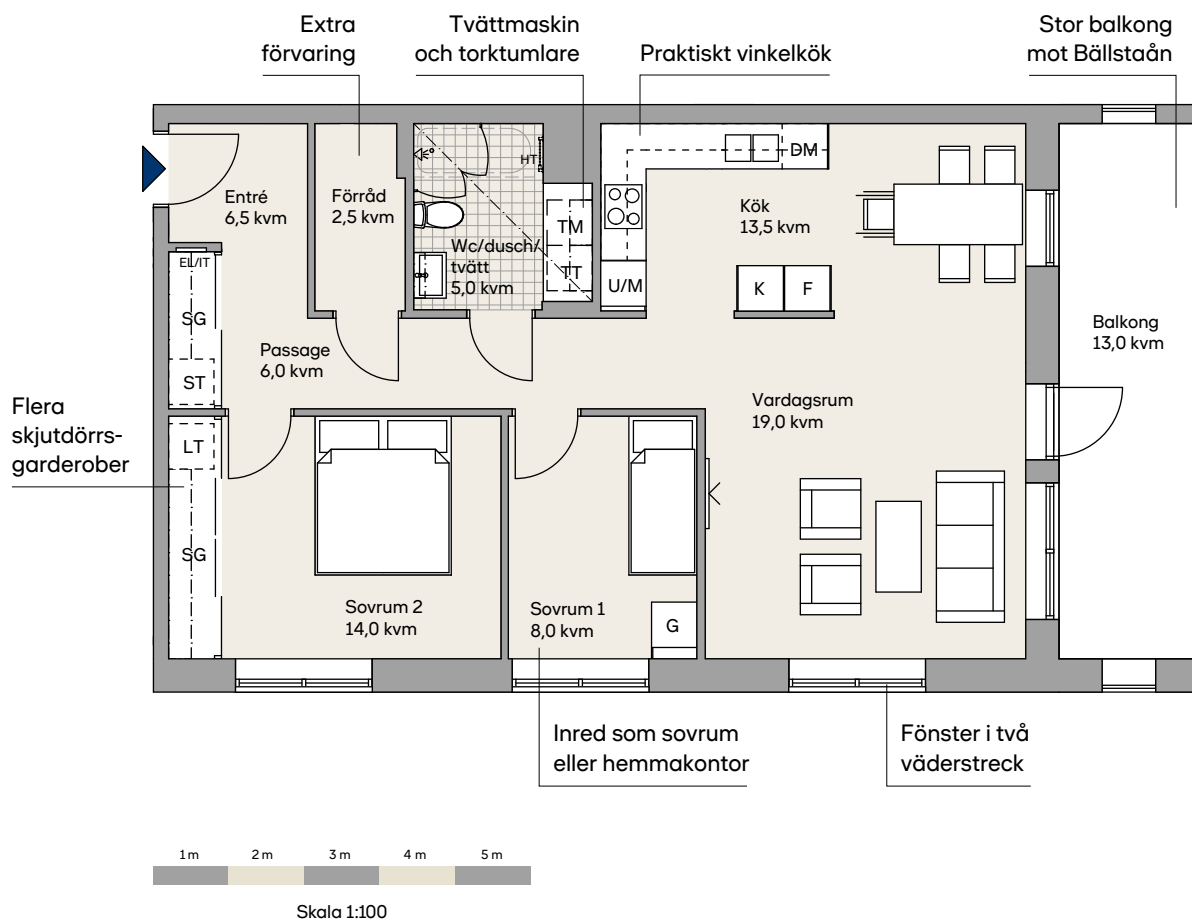 Extra
förvaring
Tvättmaskin
och torktumlare
Praktiskt vinkelkök
Stor balkong
mot Bällstaån
Entré
6,5 kvm
Förråd
2,5 kvm
HT
DM
Kök
13,5 kvm
TM
TT
Wc/dusch/
tvätt
5,0 kvm
U/M
K
F
EL/IT
SG
ST
Passage
6,0 kvm
Balkong
13,0 kvm
Vardagsrum
19,0 kvm
Flera
skjutdörrs-
garderober
LT
SG
Sovrum 2
14,0 kvm
Sovrum 1
8,0 kvm
G
Inred som sovrum
eller hemmakontor
Fönster i två
väderstreck
1 m 2 m 3 m 4 m 5 m
Skala 1:100